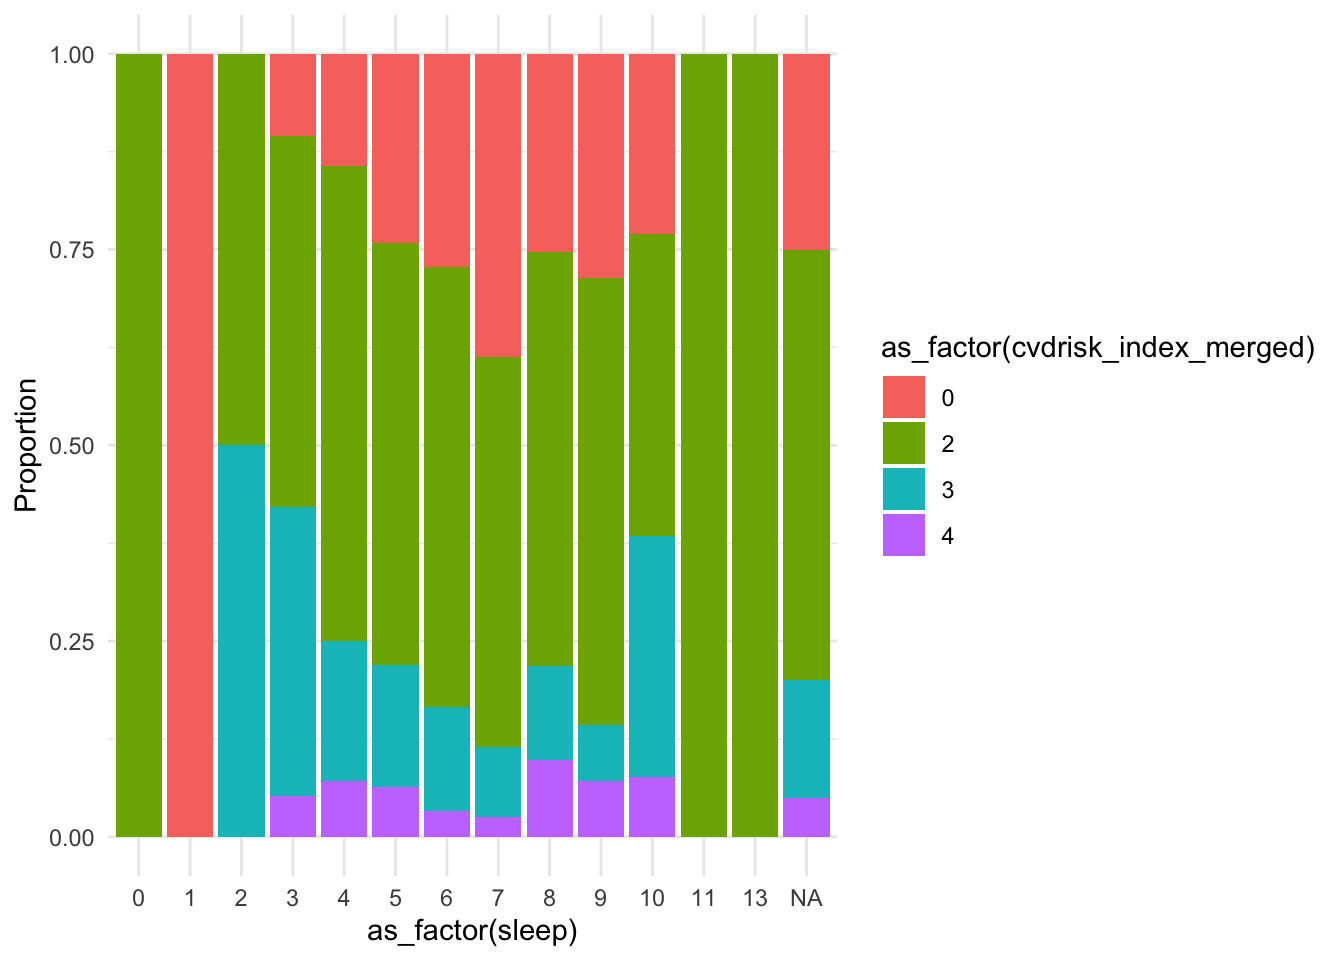 1.00
0.75
0.50
0.25
0.00
Proportion
0 1 2 3 4 5 6 7 8 9 10 11 13 NA
as_factor(sleep)
as_factor(cvdrisk_index_merged)
0
2
3
4